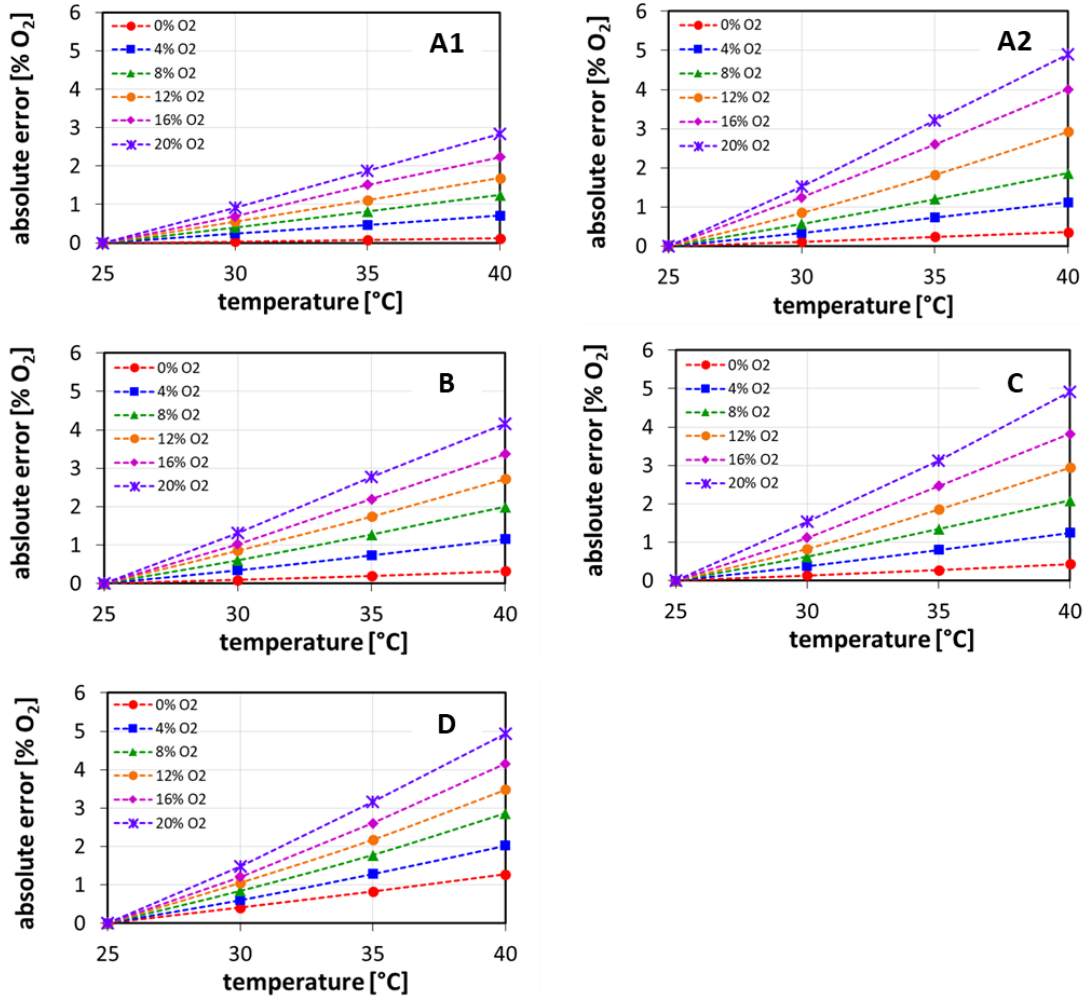 absolute error [% O2]
6
5
4
3
2
1
0
0% O2
4% O2
8% O2
12% O2
16% O2
20% O2
A1
25 30 35 40
temperature [°C]
absolute error [% O2]
6
5
4
3
2
1
0
0% O2
4% O2
8% O2
12% O2
16% O2
20% O2
A2
25 30 35 40
temperature [°C]
absloute error [% O2]
6
5
4
3
2
1
0
0% O2
4% O2
8% O2
12% O2
16% O2
20% O2
B
25 30 35 40
temperature [°C]
absloute error [% O2]
6
5
4
3
2
1
0
0% O2
4% O2
8% O2
12% O2
16% O2
20% O2
C
25 30 35 40
temperature [°C]
absolute error [% O2]
6
5
4
3
2
1
0
0% O2
4% O2
8% O2
12% O2
16% O2
20% O2
D
25 30 35 40
temperature [°C]